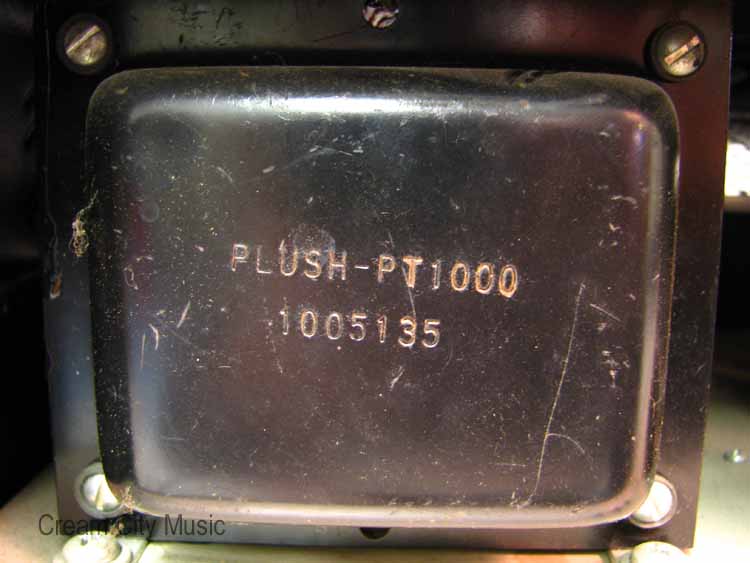 PLUSH-PT1000
1005135
Cream City Music